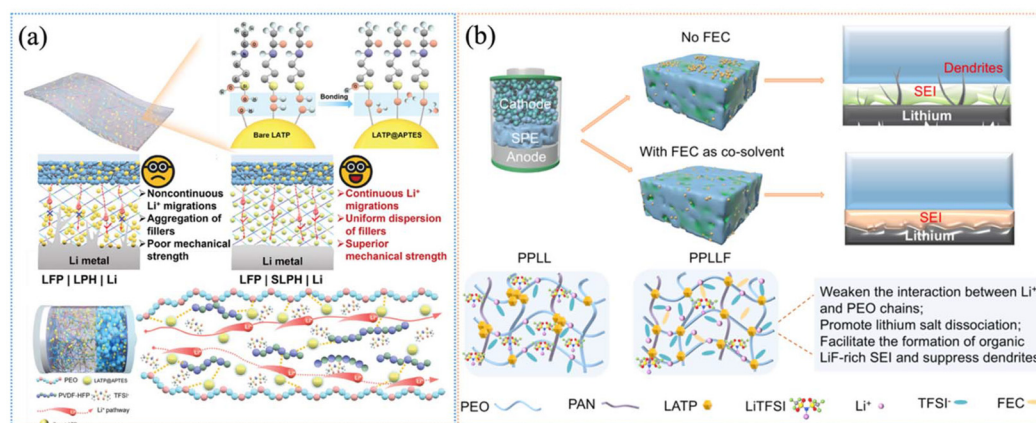 (a)
Bonding
Bare LATP
LATP@APTES
Noncontinuous
Li⁺ migrations
Aggregation of
fillers
Poor mechanical
strength
Continuous Li⁺
migrations
Uniform dispersion
of fillers
Superior
mechanical strength
Li metal
Li metal
LFP | LPH | Li
LFP | SLPH | Li
PEO
LATP@APTES
PVDF-HFP
TFSI⁻
Li⁺ pathway
(b)
No FEC
Cathode
SPE
Anode
With FEC as co-solvent
Dendrites
SEI
Lithium
SEI
Lithium
PPLL
PPLLF
Weaken the interaction between Li⁺
and PEO chains;
Promote lithium salt dissociation;
Facilitate the formation of organic
LiF-rich SEI and suppress dendrites
PEO
PAN
LATP
LiTFSI
Li⁺
TFSI⁻
FEC